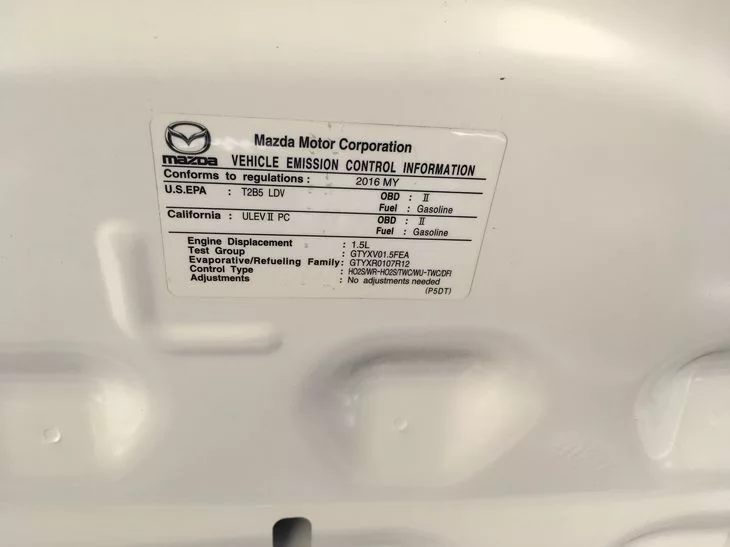 Mazda Motor Corporation
mazda VEHICLE EMISSION CONTROL INFORMATION
Conforms to regulations : 2016 MY
U.S.EPA : T2B5 LDV OBD : II
Fuel : Gasoline
California : ULEV II PC OBD : II
Fuel : Gasoline
Engine Displacement : 1.5L
Test Group : GTYXV01.5FEA
Evaporative/Refueling Family: GTYXR0107R12
Control Type : HO2S/WR-HO2S/TWC/WU-TWC/DFI
Adjustments : No adjustments needed
(P5DT)